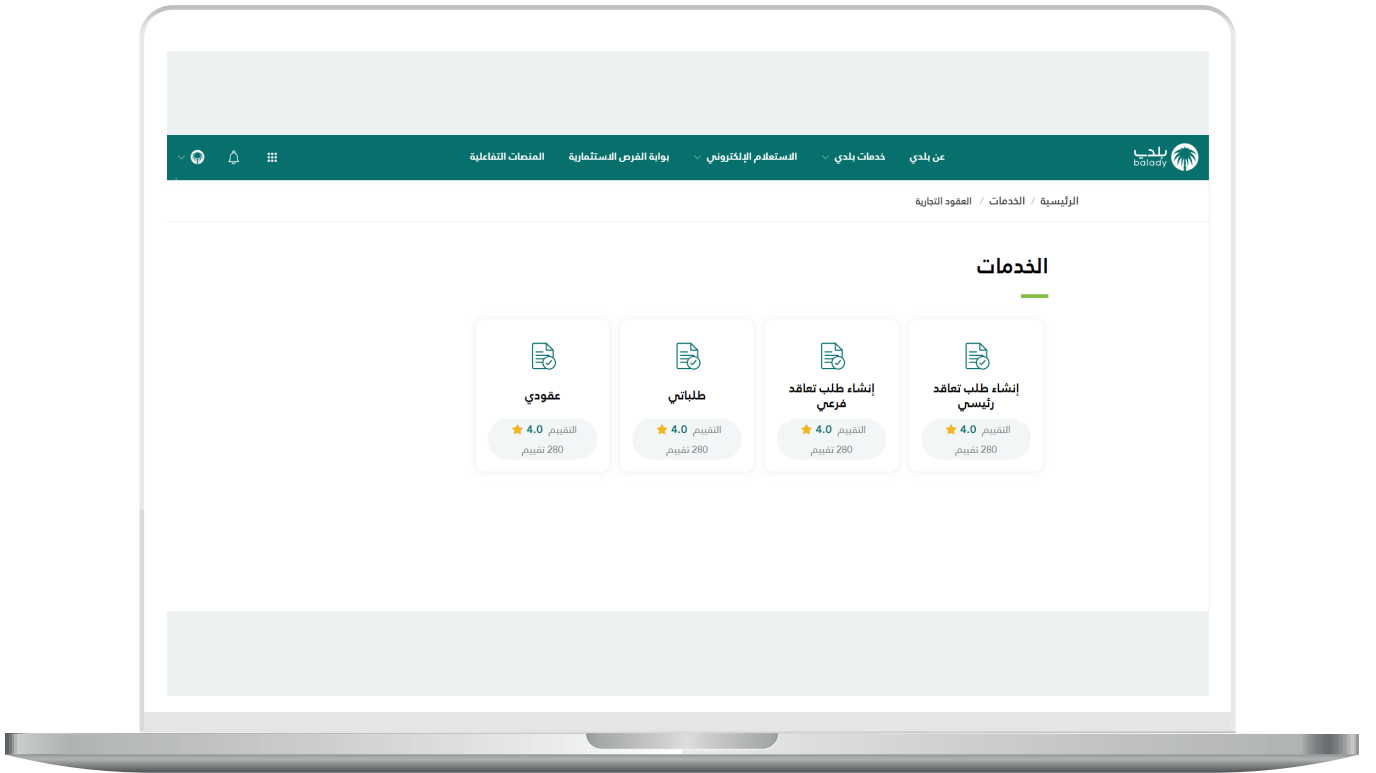 بلدي
balady
عن بلدي
خدمات بلدي
الاستعلام الإلكتروني
بوابة الفرص الاستثمارية
المنصات التفاعلية
الرئيسية / الخدمات / العقود التجارية
الخدمات
إنشاء طلب تعاقد
رئيسي
التقييم 4.0
280 تقييم
إنشاء طلب تعاقد
فرعي
التقييم 4.0
280 تقييم
طلباتي
التقييم 4.0
280 تقييم
عقودي
التقييم 4.0
280 تقييم